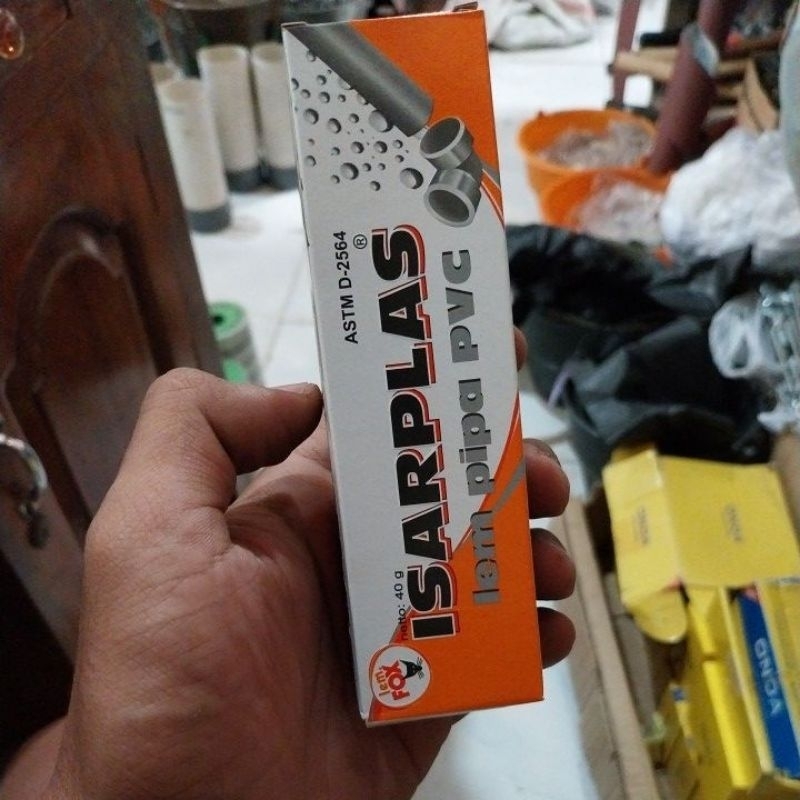 ASTM D-2564
ISARPLAS®
lem pipa PVC
netto: 40 g
lem
FOX